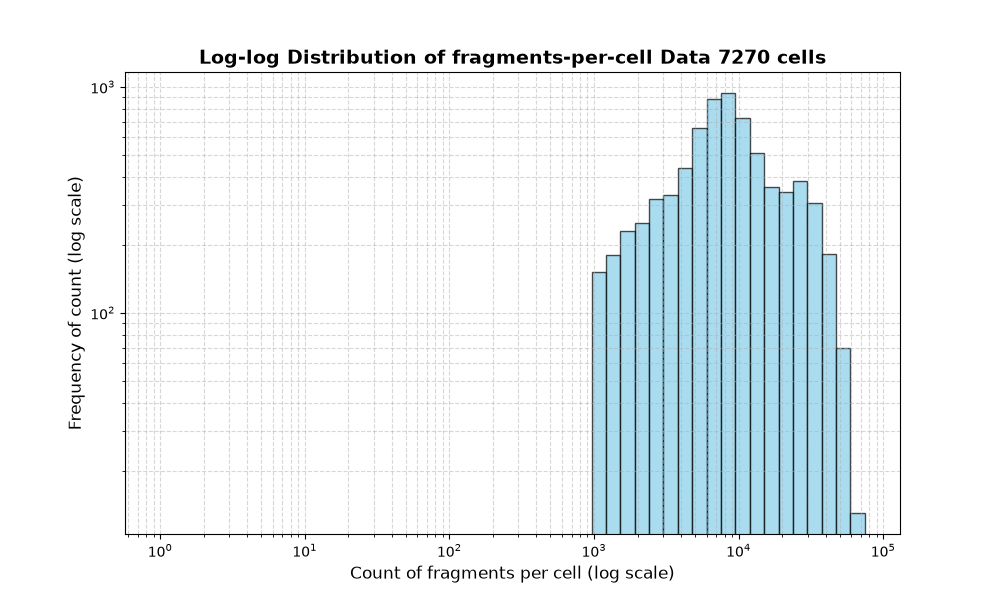 Log-log Distribution of fragments-per-cell Data 7270 cells
Frequency of count (log scale)
10³
10²
10⁰ 10¹ 10² 10³ 10⁴ 10⁵
Count of fragments per cell (log scale)